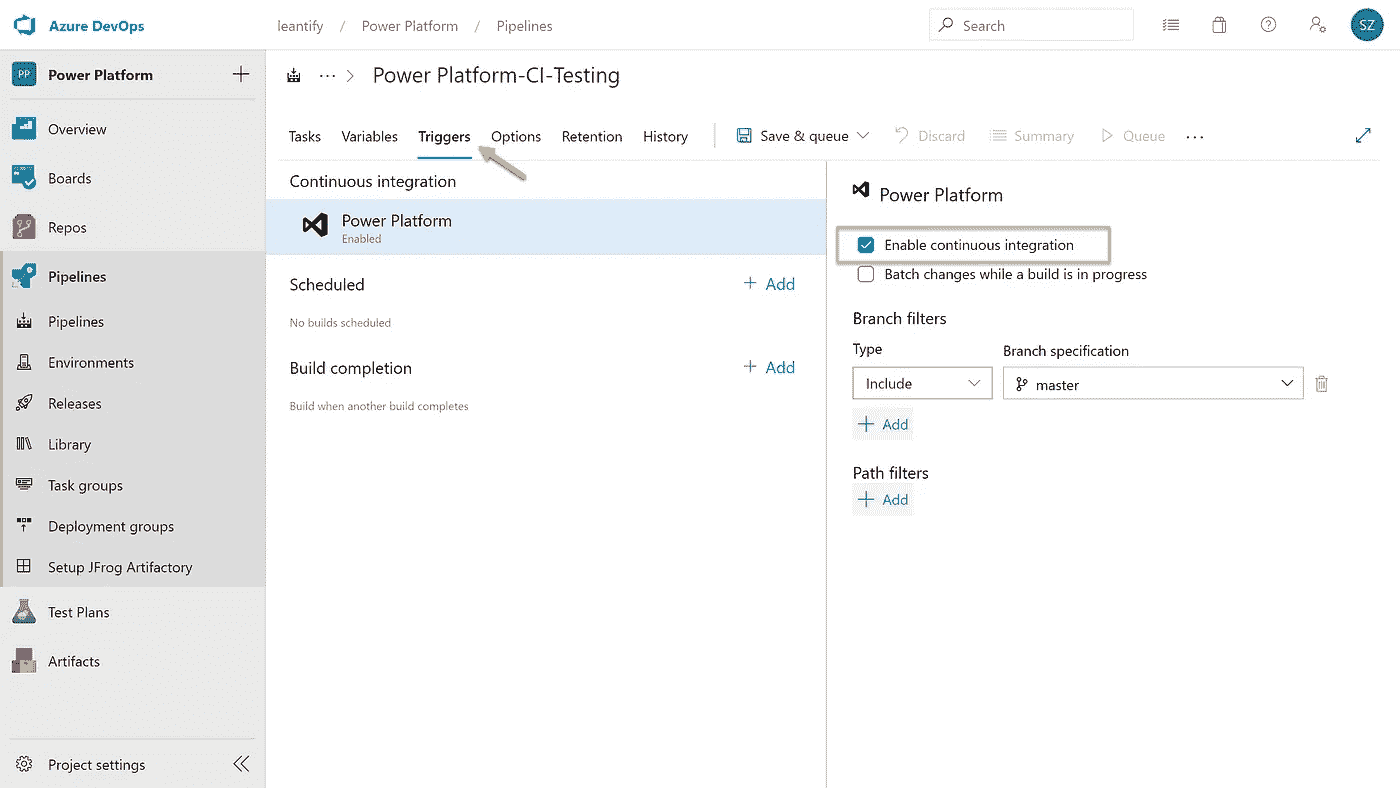 Azure DevOps
leantify / Power Platform / Pipelines
Search
SZ
PP
Power Platform
Overview
Boards
Repos
Pipelines
Pipelines
Environments
Releases
Library
Task groups
Deployment groups
Setup JFrog Artifactory
Test Plans
Artifacts
Project settings
Power Platform-CI-Testing
Tasks Variables Triggers Options Retention History Save & queue Discard Summary Queue
Continuous integration
Power Platform
Enabled
Scheduled + Add
No builds scheduled
Build completion + Add
Build when another build completes
Power Platform
Enable continuous integration
Batch changes while a build is in progress
Branch filters
Type Branch specification
Include master
+ Add
Path filters
+ Add